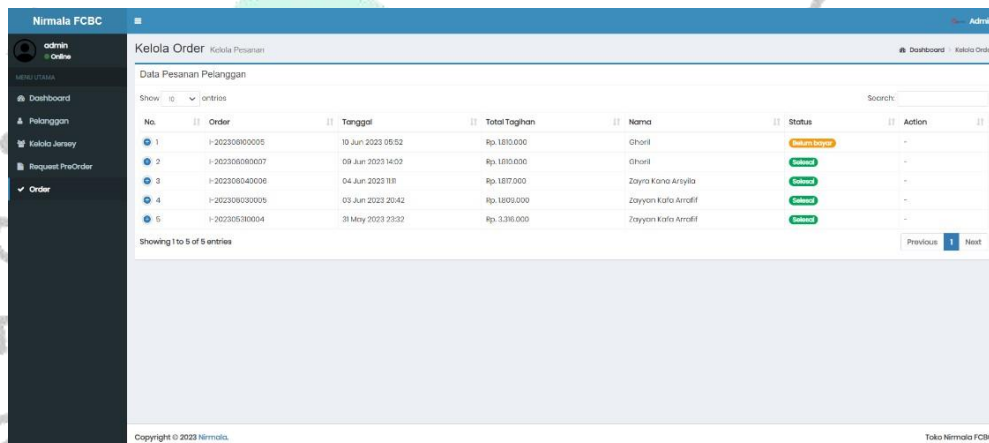 Nirmala FCBC
Admi
admin
Online
MENU UTAMA
Dashboard
Pelanggan
Kelola Jersey
Request PreOrder
Order
Kelola Order Kelola Pesanan
Dashboard Kelola Orde
Data Pesanan Pelanggan
Show 10 entries Search:
No. Order Tanggal Total Tagihan Nama Status Action
1 I-202306100005 10 Jun 2023 05:52 Rp. 1.810.000 Ghoril Belum bayar -
2 I-202306090007 09 Jun 2023 14:02 Rp. 1.810.000 Ghoril Selesai -
3 I-202306040006 04 Jun 2023 11:11 Rp. 1.817.000 Zayra Kana Arsyila Selesai -
4 I-202306030005 03 Jun 2023 20:42 Rp. 1.809.000 Zayyan Kafa Arrafif Selesai -
5 I-202305310004 31 May 2023 23:32 Rp. 3.316.000 Zayyan Kafa Arrafif Selesai -
Showing 1 to 5 of 5 entries Previous 1 Next
Copyright © 2023 Nirmala. Toko Nirmala FCBC